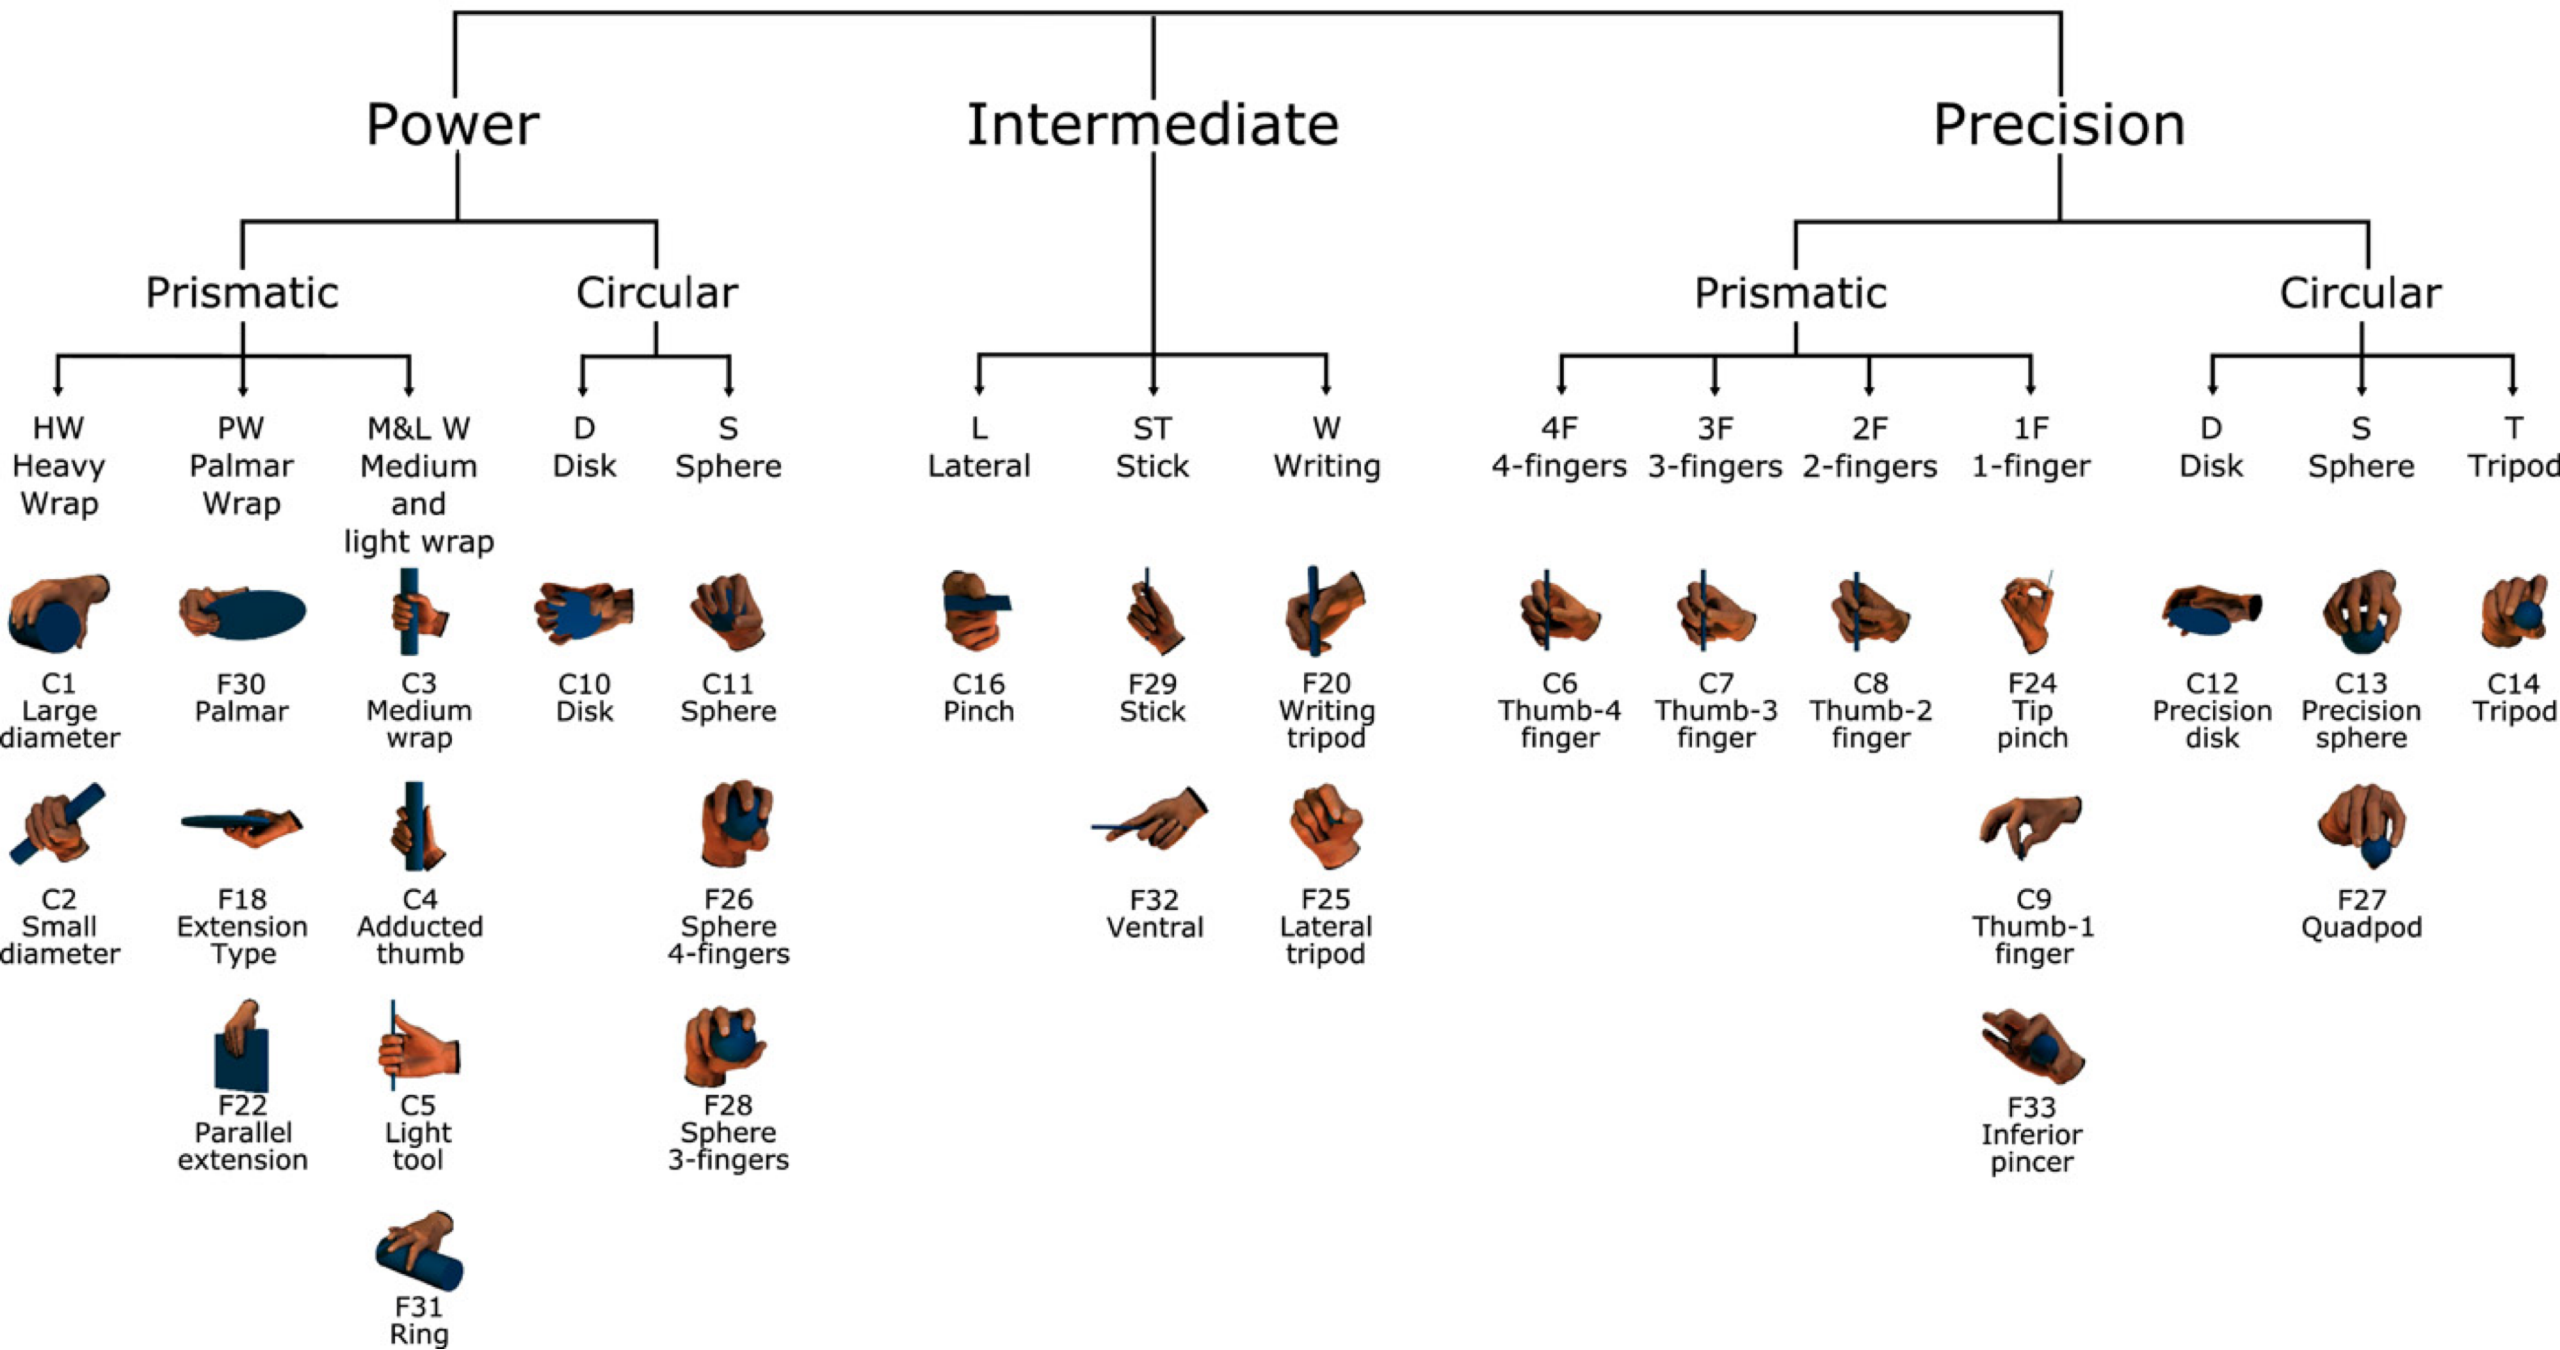 Power
Intermediate
Precision
Prismatic
Circular
Prismatic
Circular
HW
Heavy
Wrap
PW
Palmar
Wrap
M&L W
Medium
and
light wrap
D
Disk
S
Sphere
L
Lateral
ST
Stick
W
Writing
4F
4-fingers
3F
3-fingers
2F
2-fingers
1F
1-finger
D
Disk
S
Sphere
T
Tripod
C1
Large
diameter
F30
Palmar
C3
Medium
wrap
C10
Disk
C11
Sphere
C16
Pinch
F29
Stick
F20
Writing
tripod
C6
Thumb-4
finger
C7
Thumb-3
finger
C8
Thumb-2
finger
F24
Tip
pinch
C12
Precision
disk
C13
Precision
sphere
C14
Tripod
C2
Small
diameter
F18
Extension
Type
C4
Adducted
thumb
F26
Sphere
4-fingers
F32
Ventral
F25
Lateral
tripod
C9
Thumb-1
finger
F27
Quadpod
F22
Parallel
extension
C5
Light
tool
F28
Sphere
3-fingers
F33
Inferior
pincer
F31
Ring